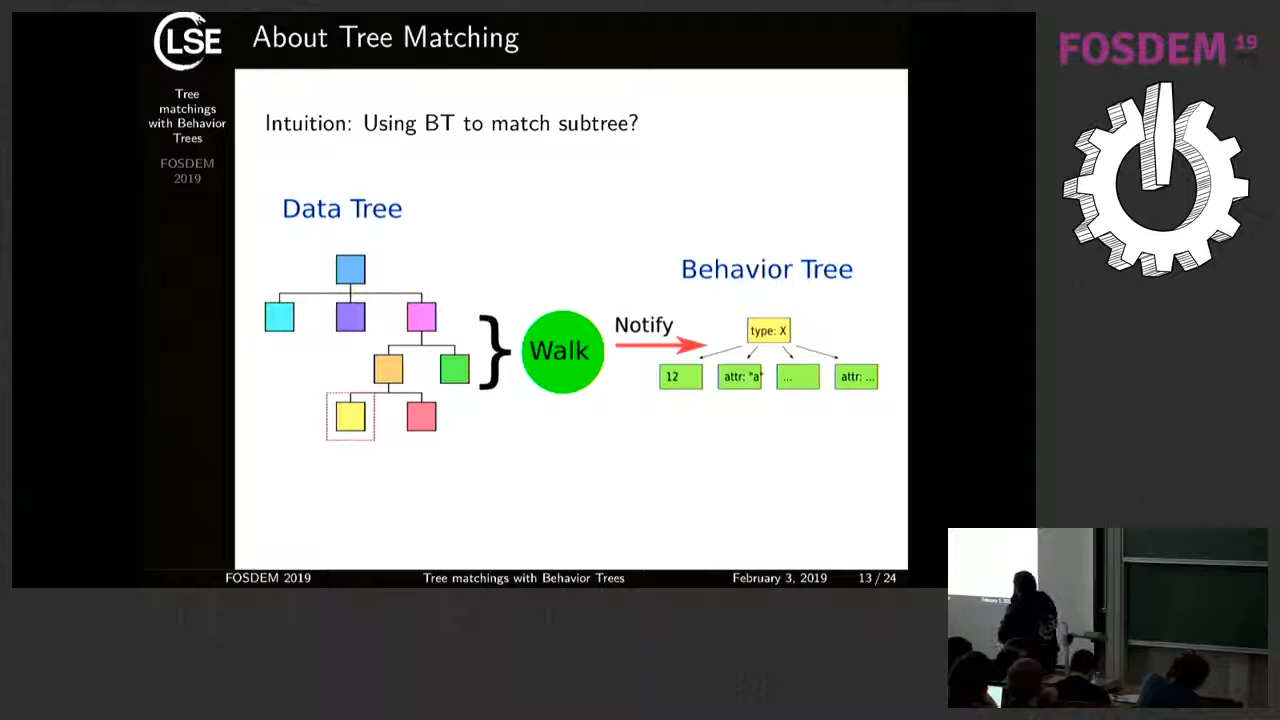 LSE
About Tree Matching
Tree
matchings
with Behavior
Trees
FOSDEM
2019
Intuition: Using BT to match subtree?
Data Tree
Behavior Tree
}
Walk
Notify
type: X
12
attr: "a"
...
attr: ...
FOSDEM 2019
Tree matchings with Behavior Trees
February 3, 2019
13 / 24
FOSDEM 19